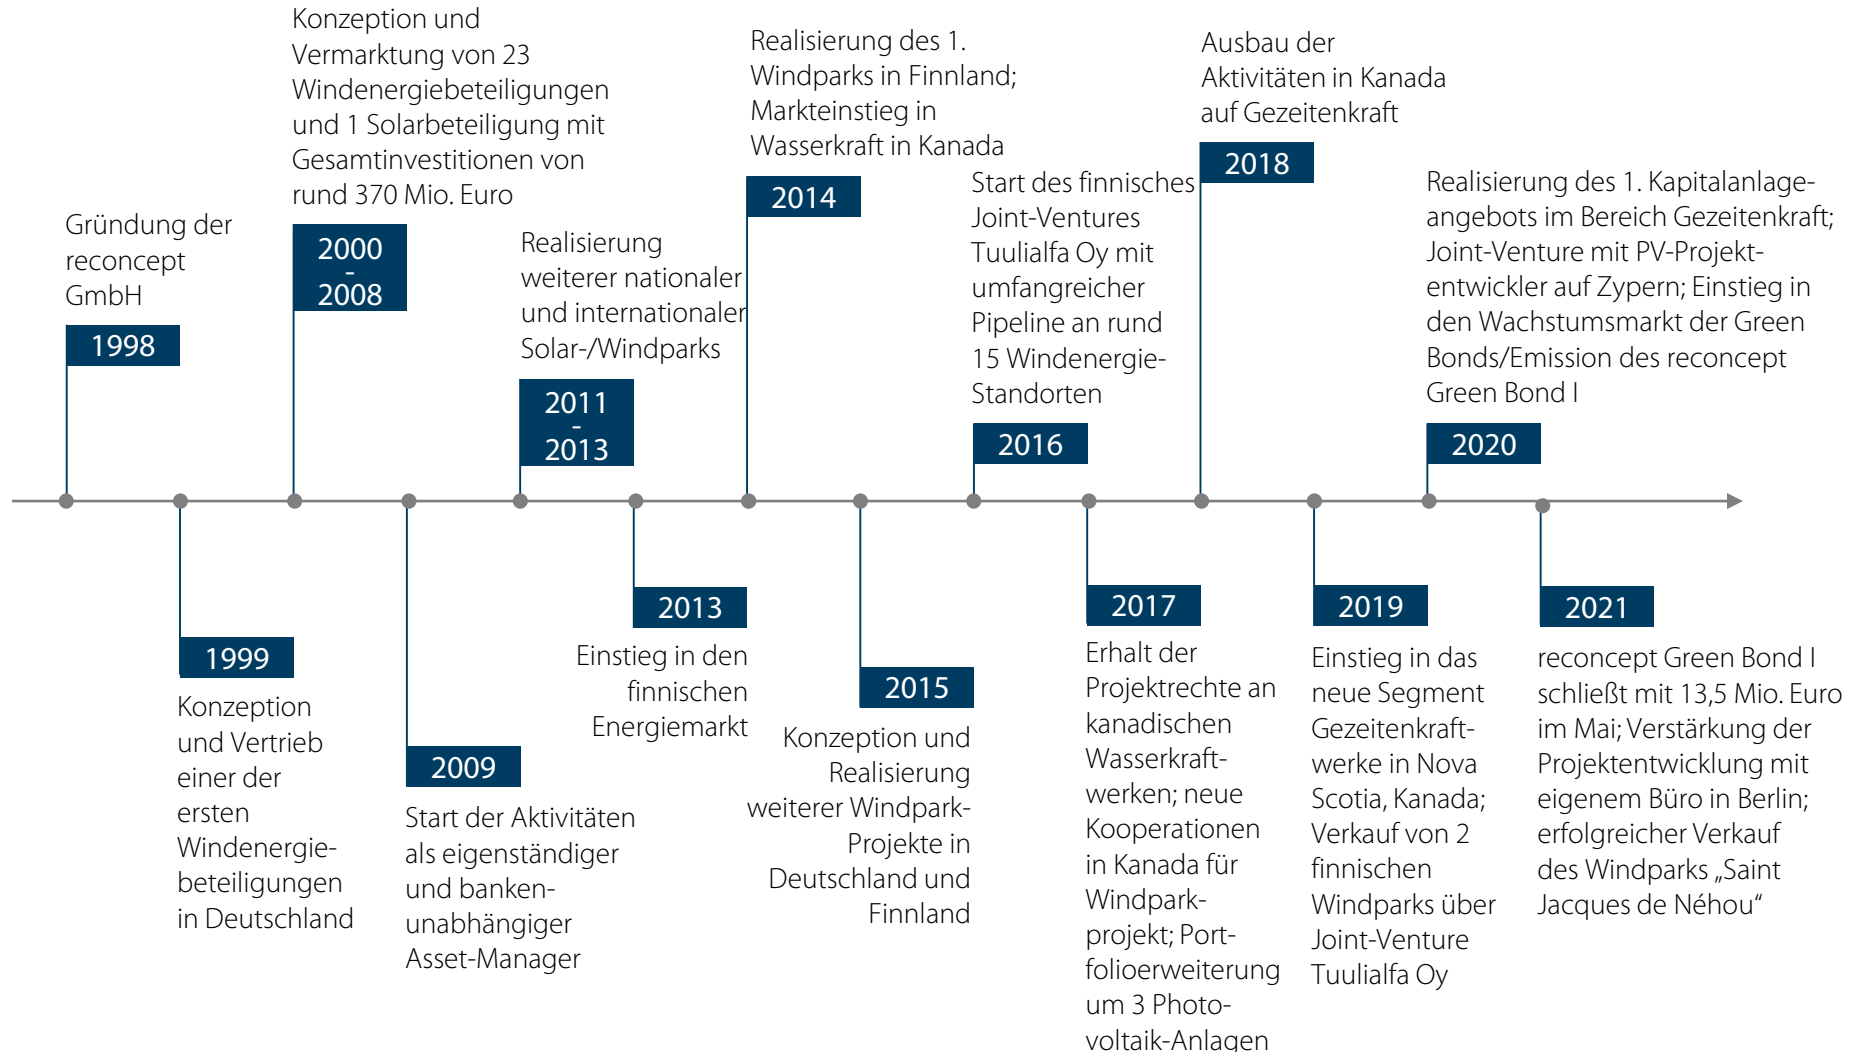 Gründung der
reconcept
GmbH
1998
1999
Konzeption
und Vertrieb
einer der
ersten
Windenergie-
beteiligungen
in Deutschland
Konzeption und
Vermarktung von 23
Windenergiebeteiligungen
und 1 Solarbeteiligung mit
Gesamtinvestitionen von
rund 370 Mio. Euro
2000
-
2008
2009
Start der Aktivitäten
als eigenständiger
und banken-
unabhängiger
Asset-Manager
Realisierung
weiterer nationaler
und internationaler
Solar-/Windparks
2011
-
2013
2013
Einstieg in den
finnischen
Energiemarkt
Realisierung des 1.
Windparks in Finnland;
Markteinstieg in
Wasserkraft in Kanada
2014
2015
Konzeption und
Realisierung
weiterer Windpark-
Projekte in
Deutschland und
Finnland
Start des finnisches
Joint-Ventures
Tuulialfa Oy mit
umfangreicher
Pipeline an rund
15 Windenergie-
Standorten
2016
2017
Erhalt der
Projektrechte an
kanadischen
Wasserkraft-
werken; neue
Kooperationen
in Kanada für
Windpark-
projekt; Port-
folioerweiterung
um 3 Photo-
voltaik-Anlagen
Ausbau der
Aktivitäten in Kanada
auf Gezeitenkraft
2018
2019
Einstieg in das
neue Segment
Gezeitenkraft-
werke in Nova
Scotia, Kanada;
Verkauf von 2
finnischen
Windparks über
Joint-Venture
Tuulialfa Oy
Realisierung des 1. Kapitalanlage-
angebots im Bereich Gezeitenkraft;
Joint-Venture mit PV-Projekt-
entwickler auf Zypern; Einstieg in
den Wachstumsmarkt der Green
Bonds/Emission des reconcept
Green Bond I
2020
2021
reconcept Green Bond I
schließt mit 13,5 Mio. Euro
im Mai; Verstärkung der
Projektentwicklung mit
eigenem Büro in Berlin;
erfolgreicher Verkauf
des Windparks „Saint
Jacques de Néhou“